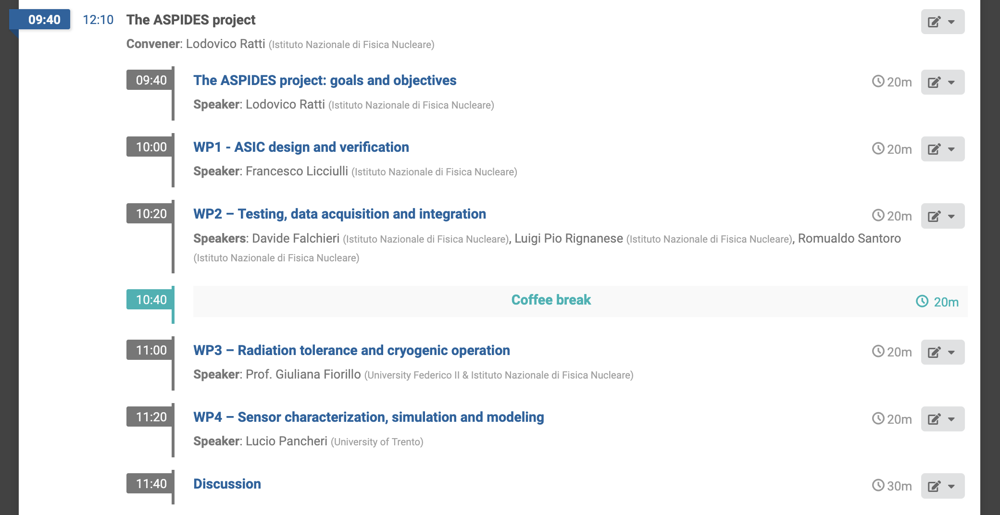 09:40 12:10 The ASPIDES project
Convener: Lodovico Ratti (Istituto Nazionale di Fisica Nucleare)
09:40 The ASPIDES project: goals and objectives 20m
Speaker: Lodovico Ratti (Istituto Nazionale di Fisica Nucleare)
10:00 WP1 - ASIC design and verification 20m
Speaker: Francesco Licciulli (Istituto Nazionale di Fisica Nucleare)
10:20 WP2 – Testing, data acquisition and integration 20m
Speakers: Davide Falchieri (Istituto Nazionale di Fisica Nucleare), Luigi Pio Rignanese (Istituto Nazionale di Fisica Nucleare), Romualdo Santoro
(Istituto Nazionale di Fisica Nucleare)
10:40 Coffee break 20m
11:00 WP3 – Radiation tolerance and cryogenic operation 20m
Speaker: Prof. Giuliana Fiorillo (University Federico II & Istituto Nazionale di Fisica Nucleare)
11:20 WP4 – Sensor characterization, simulation and modeling 20m
Speaker: Lucio Pancheri (University of Trento)
11:40 Discussion 30m